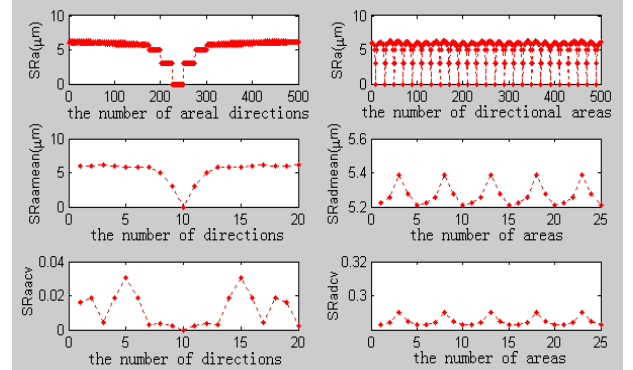 10
5
0
SRa(μm)
0 100 200 300 400 500
the number of areal directions
10
5
0
SRa(μm)
0 100 200 300 400 500
the number of directional areas
10
5
0
SRaamean(μm)
0 5 10 15 20
the number of directions
5.6
5.4
5.2
SRadmean(μm)
0 5 10 15 20 25
the number of areas
0.04
0.02
0
SRaacv
0 5 10 15 20
the number of directions
0.32
0.3
SRadcv
0 5 10 15 20 25
the number of areas